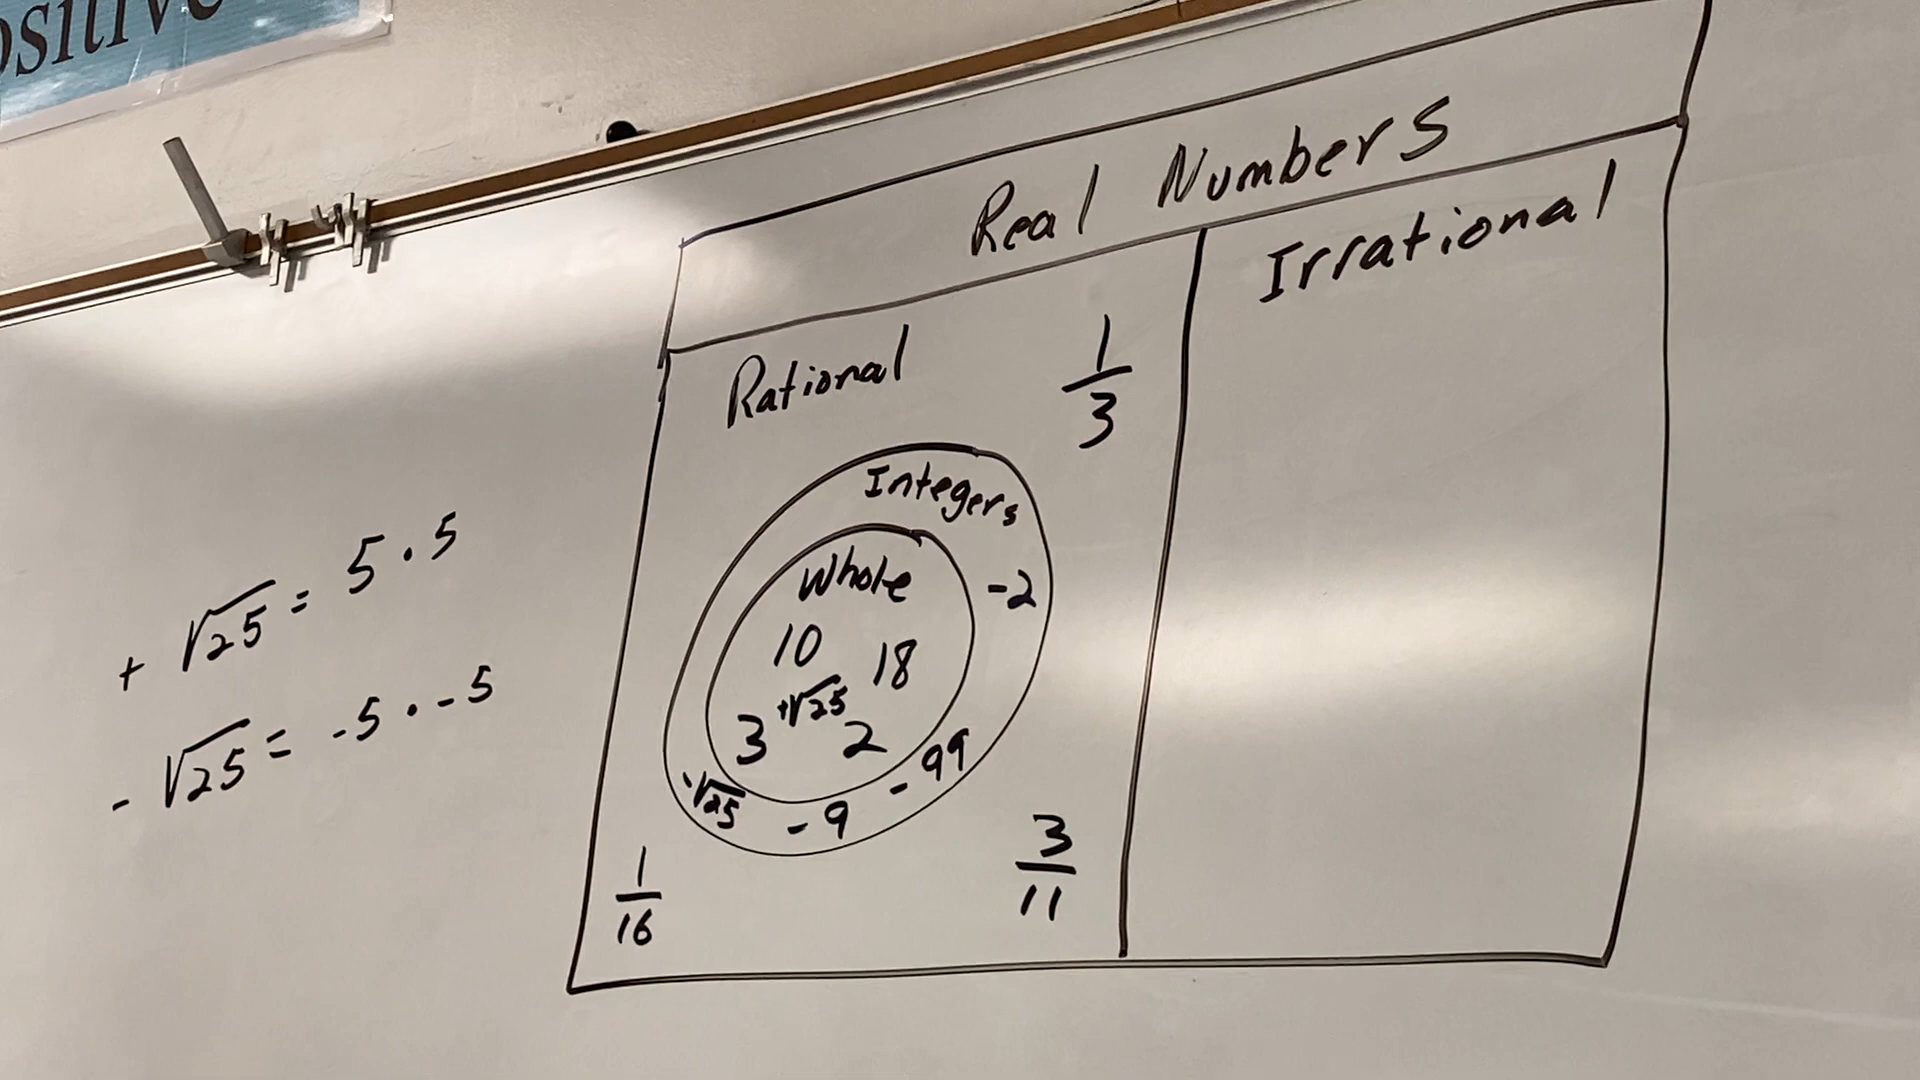 ositive
Real Numbers
Rational
Irrational
1/3
Integers
Whole
-2
10
18
+√25
3
2
-√25
-9
-99
1/16
3/11
+ √25 = 5 · 5
- √25 = -5 · -5